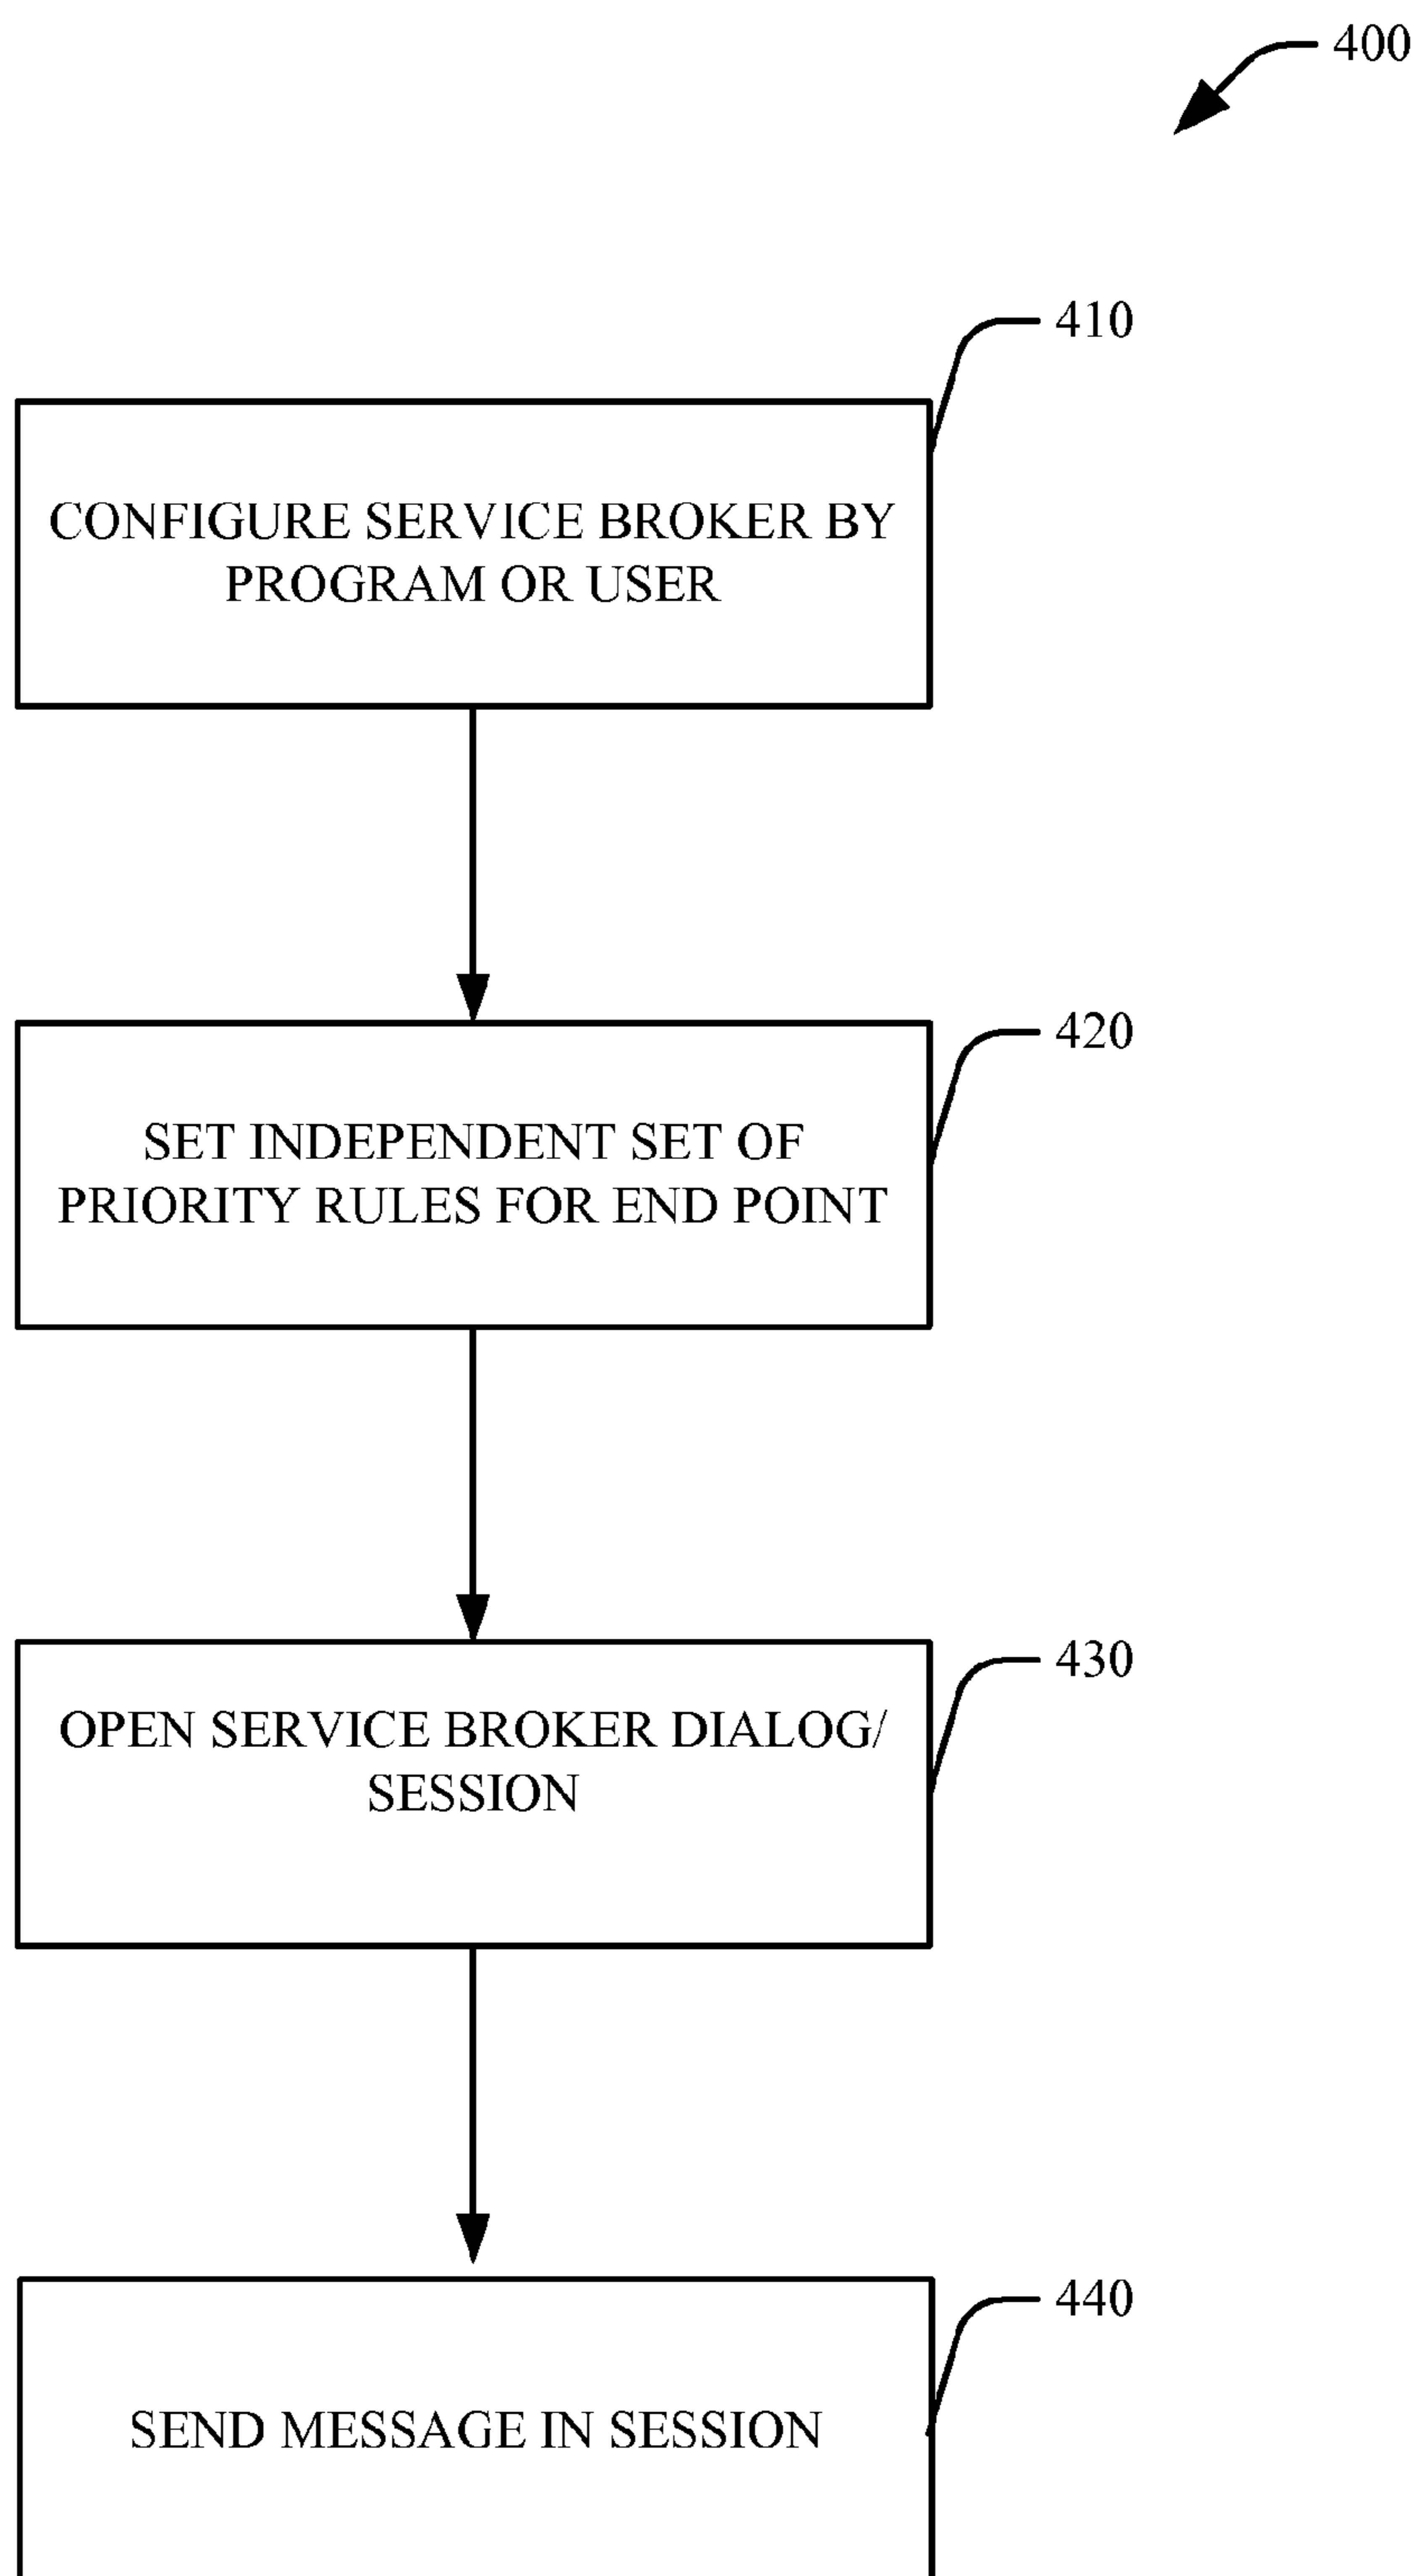 400
410
CONFIGURE SERVICE BROKER BY
PROGRAM OR USER
420
SET INDEPENDENT SET OF
PRIORITY RULES FOR END POINT
430
OPEN SERVICE BROKER DIALOG/
SESSION
440
SEND MESSAGE IN SESSION